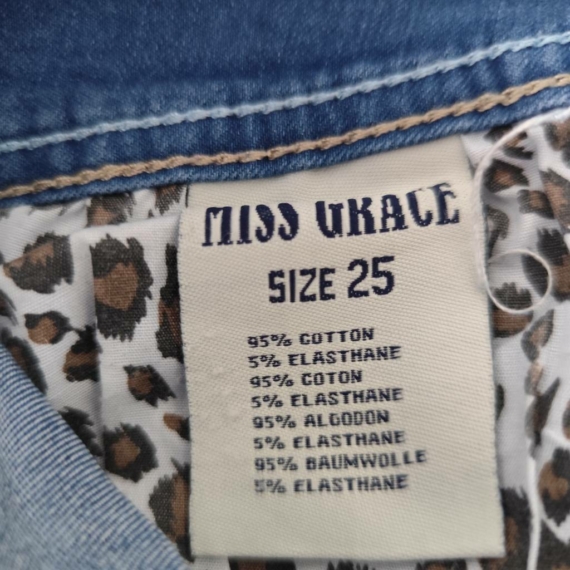 MISS GRACE
SIZE 25
95% COTTON
5% ELASTHANE
95% COTON
5% ELASTHANE
95% ALGODON
5% ELASTHANE
95% BAUMWOLLE
5% ELASTHANE